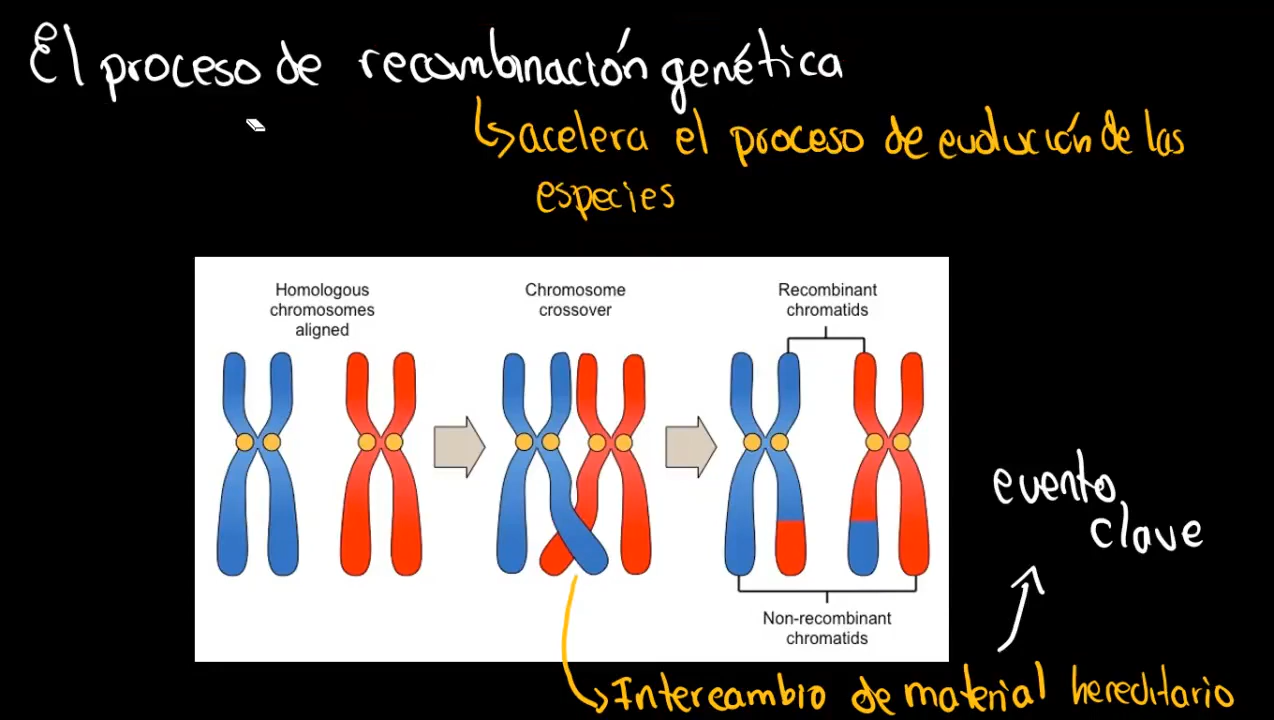 El proceso de recombinación genética
acelera el proceso de evolución de las
especies
Homologous
chromosomes
aligned
Chromosome
crossover
Recombinant
chromatids
evento
clave
Non-recombinant
chromatids
Intercambio de material hereditario